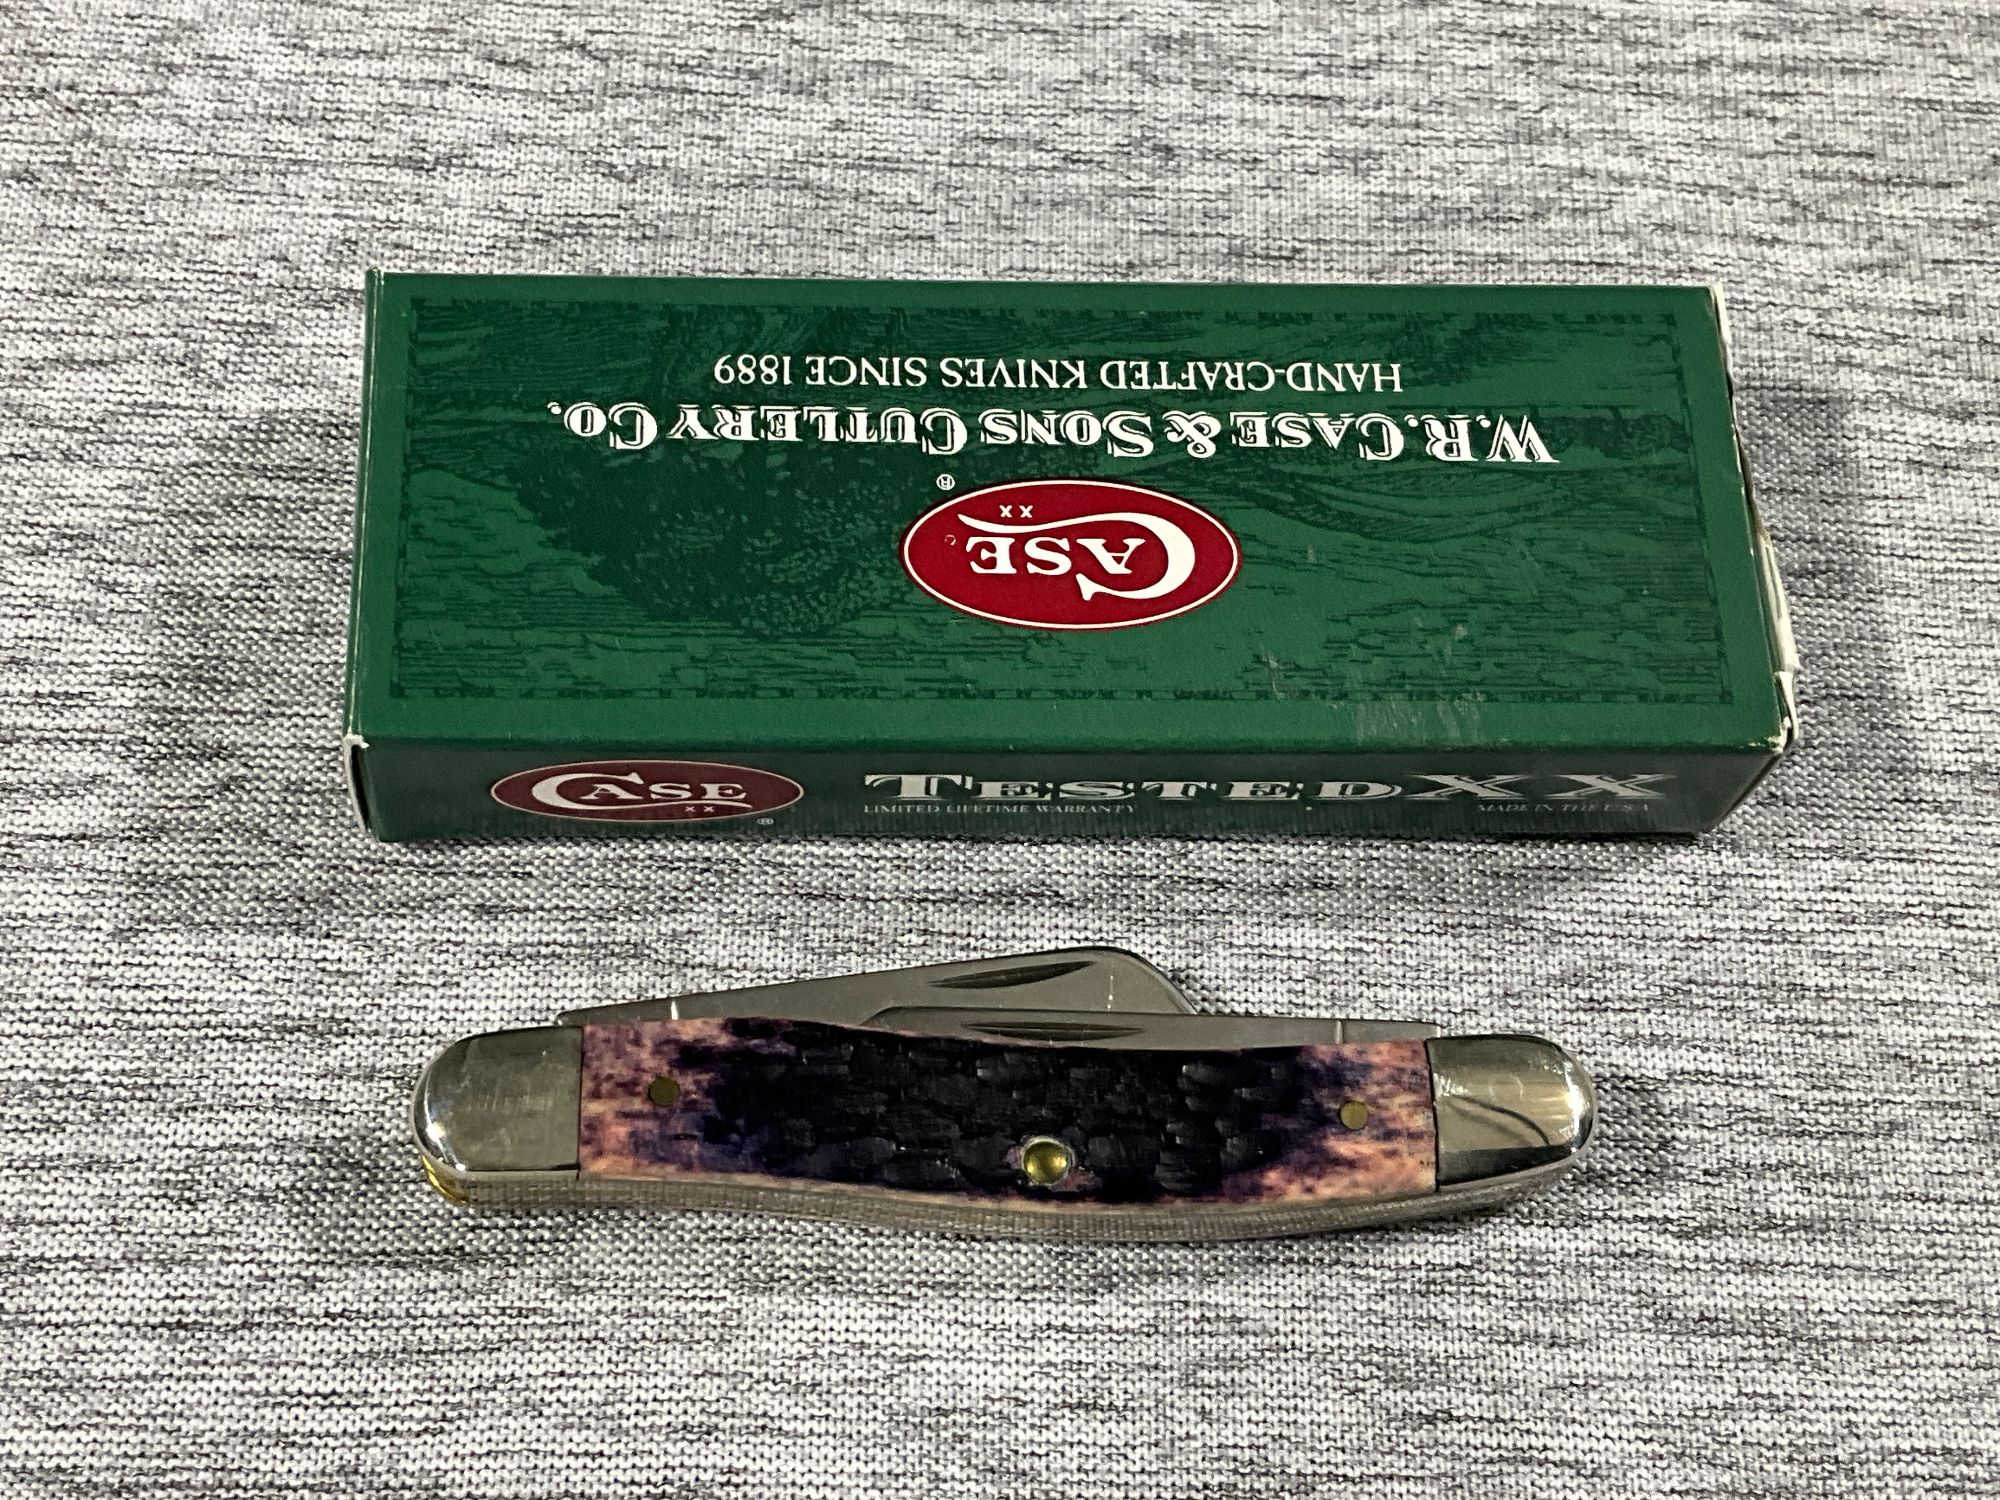 CASE
XX
®
W.R. CASE & SONS CUTLERY CO.
HAND-CRAFTED KNIVES SINCE 1889
CASE
XX
®
TESTED XX
LIMITED LIFETIME WARRANTY
MADE IN THE U.S.A.